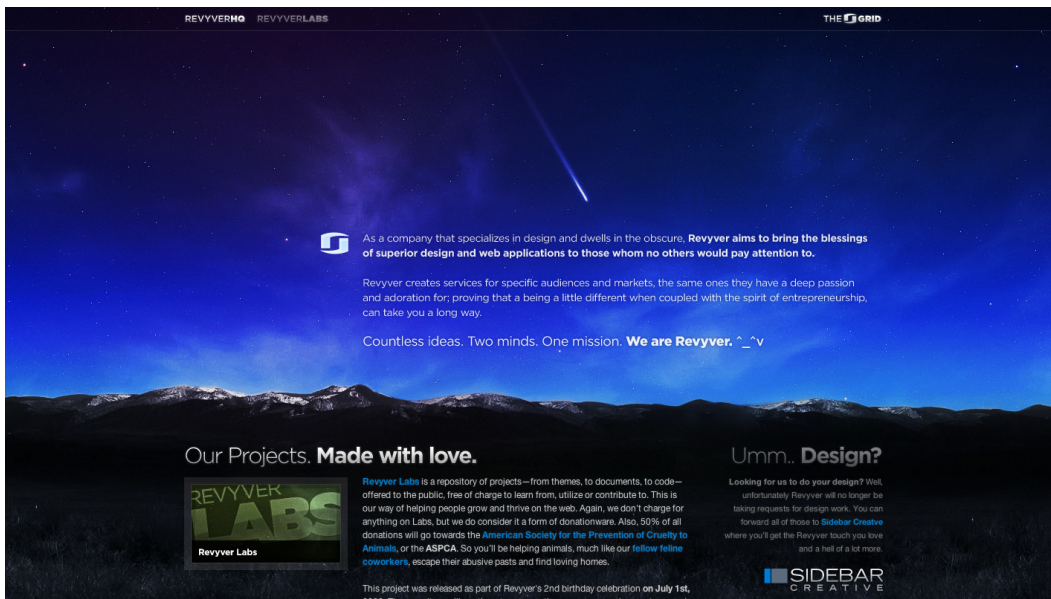 REVYVERHQ REVYVERLABS THE GRID
As a company that specializes in design and dwells in the obscure, Revyver aims to bring the blessings
of superior design and web applications to those whom no others would pay attention to.
Revyver creates services for specific audiences and markets, the same ones they have a deep passion
and adoration for; proving that a being a little different when coupled with the spirit of entrepreneurship,
can take you a long way.
Countless ideas. Two minds. One mission. We are Revyver. ^_^v
Our Projects. Made with love.
REVYVER
LABS
Revyver Labs
Revyver Labs is a repository of projects—from themes, to documents, to code—
offered to the public, free of charge to learn from, utilize or contribute to. This is
our way of helping people grow and thrive on the web. Again, we don't charge for
anything on Labs, but we do consider it a form of donationware. Also, 50% of all
donations will go towards the American Society for the Prevention of Cruelty to
Animals, or the ASPCA. So you'll be helping animals, much like our fellow feline
coworkers, escape their abusive pasts and find loving homes.
This project was released as part of Revyver's 2nd birthday celebration on July 1st,
Umm.. Design?
Looking for us to do your design? Well,
unfortunately Revyver will no longer be
taking requests for design work. You can
forward all of those to Sidebar Creatve
where you'll get the Revyver touch you love
and a hell of a lot more.
SIDEBAR
CREATIVE